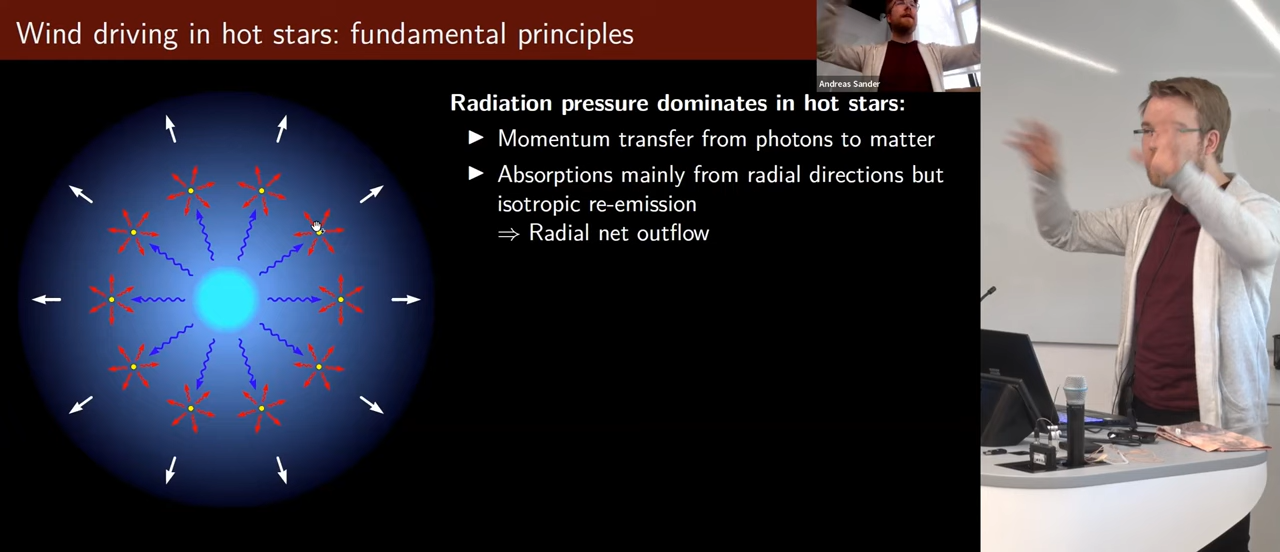 Wind driving in hot stars: fundamental principles
Andreas Sander
Radiation pressure dominates in hot stars:
► Momentum transfer from photons to matter
► Absorptions mainly from radial directions but
isotropic re-emission
⇒ Radial net outflow